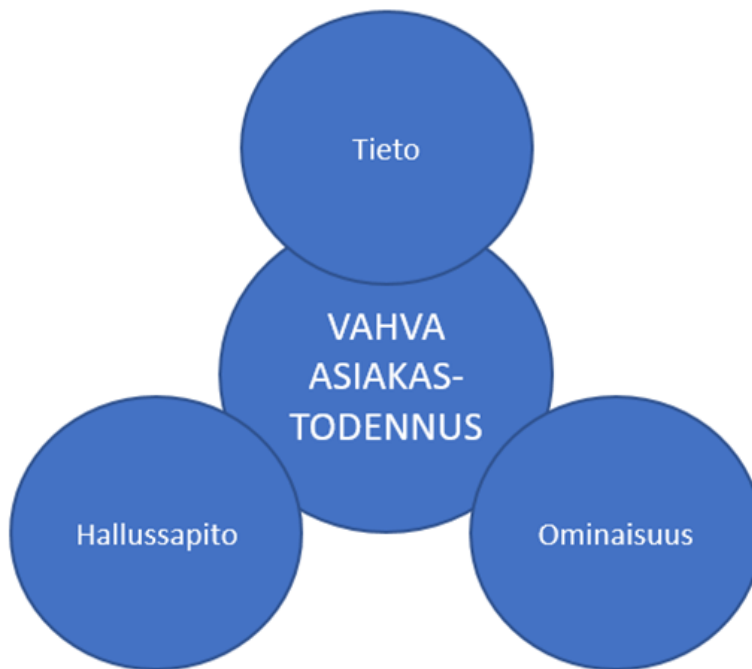 Tieto
VAHVA
ASIAKAS-
TODENNUS
Hallussapito
Ominaisuus